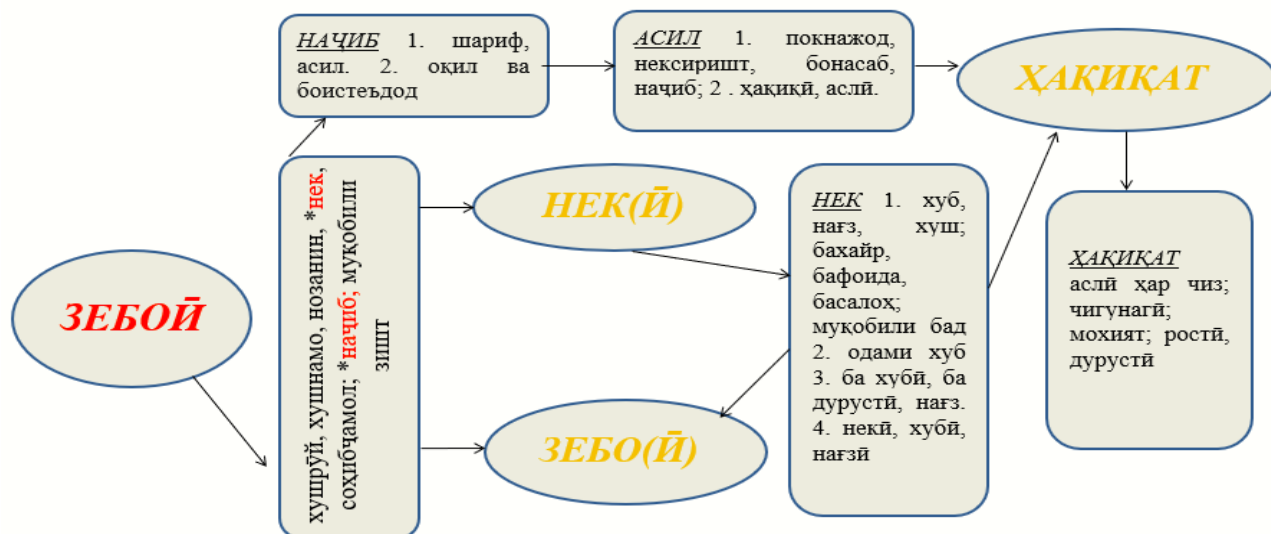 НАҶИБ 1. шариф,
асил. 2. оқил ва
боистеъдод
АСИЛ 1. покнажод,
нексиришт, бонасаб,
наҷиб; 2 . ҳақиқӣ, аслӣ.
ҲАҚИҚАТ
ЗЕБОӢ
хушрӯй, хушнамо, нозанин, *нек,
соҳибҷамол; *наҷиб; муқобили
зишт
НЕК(Ӣ)
ЗЕБО(Ӣ)
НЕК 1. хуб,
нағз, хуш;
бахайр,
бафоида,
басалоҳ;
муқобили бад
2. одами хуб
3. ба хубӣ, ба
дурустӣ, нағз.
4. некӣ, хубӣ,
нағзӣ
ҲАҚИҚАТ
аслӣ ҳар чиз;
чигунагӣ;
мохият; ростӣ,
дурустӣ